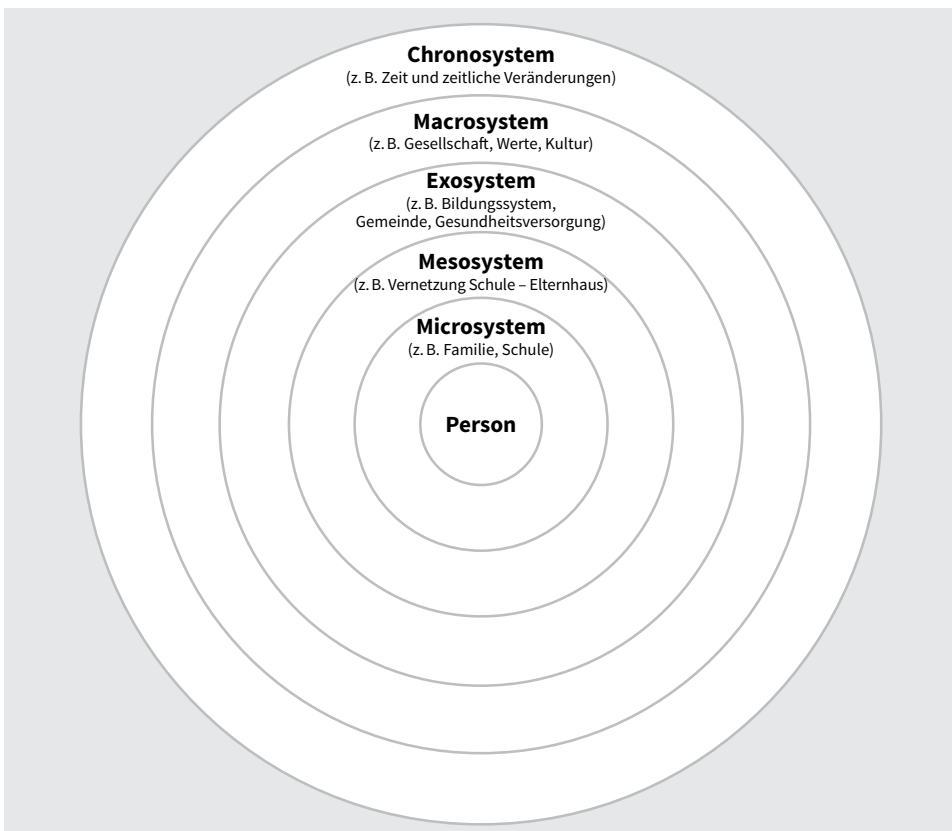 Chronosystem
(z. B. Zeit und zeitliche Veränderungen)
Macrosystem
(z. B. Gesellschaft, Werte, Kultur)
Exosystem
(z. B. Bildungssystem,
Gemeinde, Gesundheitsversorgung)
Mesosystem
(z. B. Vernetzung Schule – Elternhaus)
Microsystem
(z. B. Familie, Schule)
Person